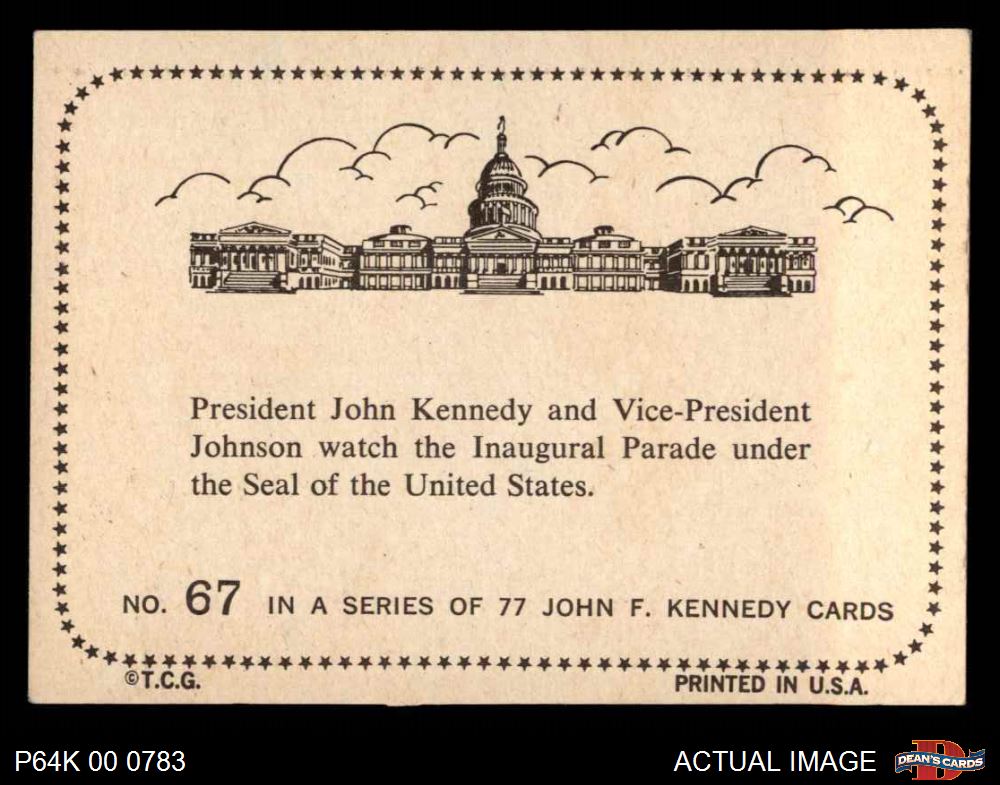 President John Kennedy and Vice-President
Johnson watch the Inaugural Parade under
the Seal of the United States.
NO. 67 IN A SERIES OF 77 JOHN F. KENNEDY CARDS
©T.C.G. PRINTED IN U.S.A.
P64K 00 0783 ACTUAL IMAGE D DEAN'S CARDS